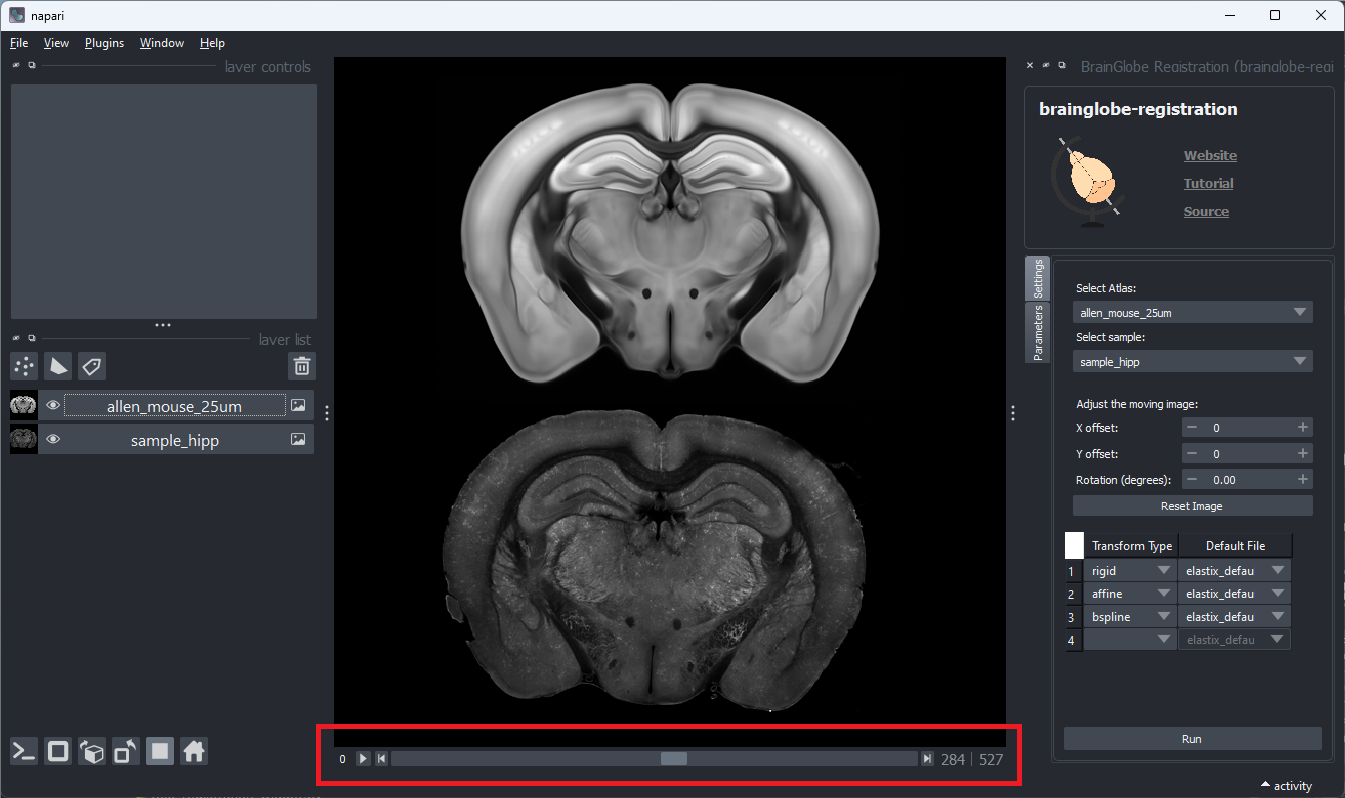 napari
File View Plugins Window Help
layer controls
layer list
allen_mouse_25um
sample_hipp
0 284 527
BrainGlobe Registration (brainglobe-regi
brainglobe-registration
Website
Tutorial
Source
Settings
Parameters
Select Atlas:
allen_mouse_25um
Select sample:
sample_hipp
Adjust the moving image:
X offset: 0
Y offset: 0
Rotation (degrees): 0.00
Reset Image
Transform Type Default File
1 rigid elastix_defau
2 affine elastix_defau
3 bspline elastix_defau
4 elastix_defau
Run
activity